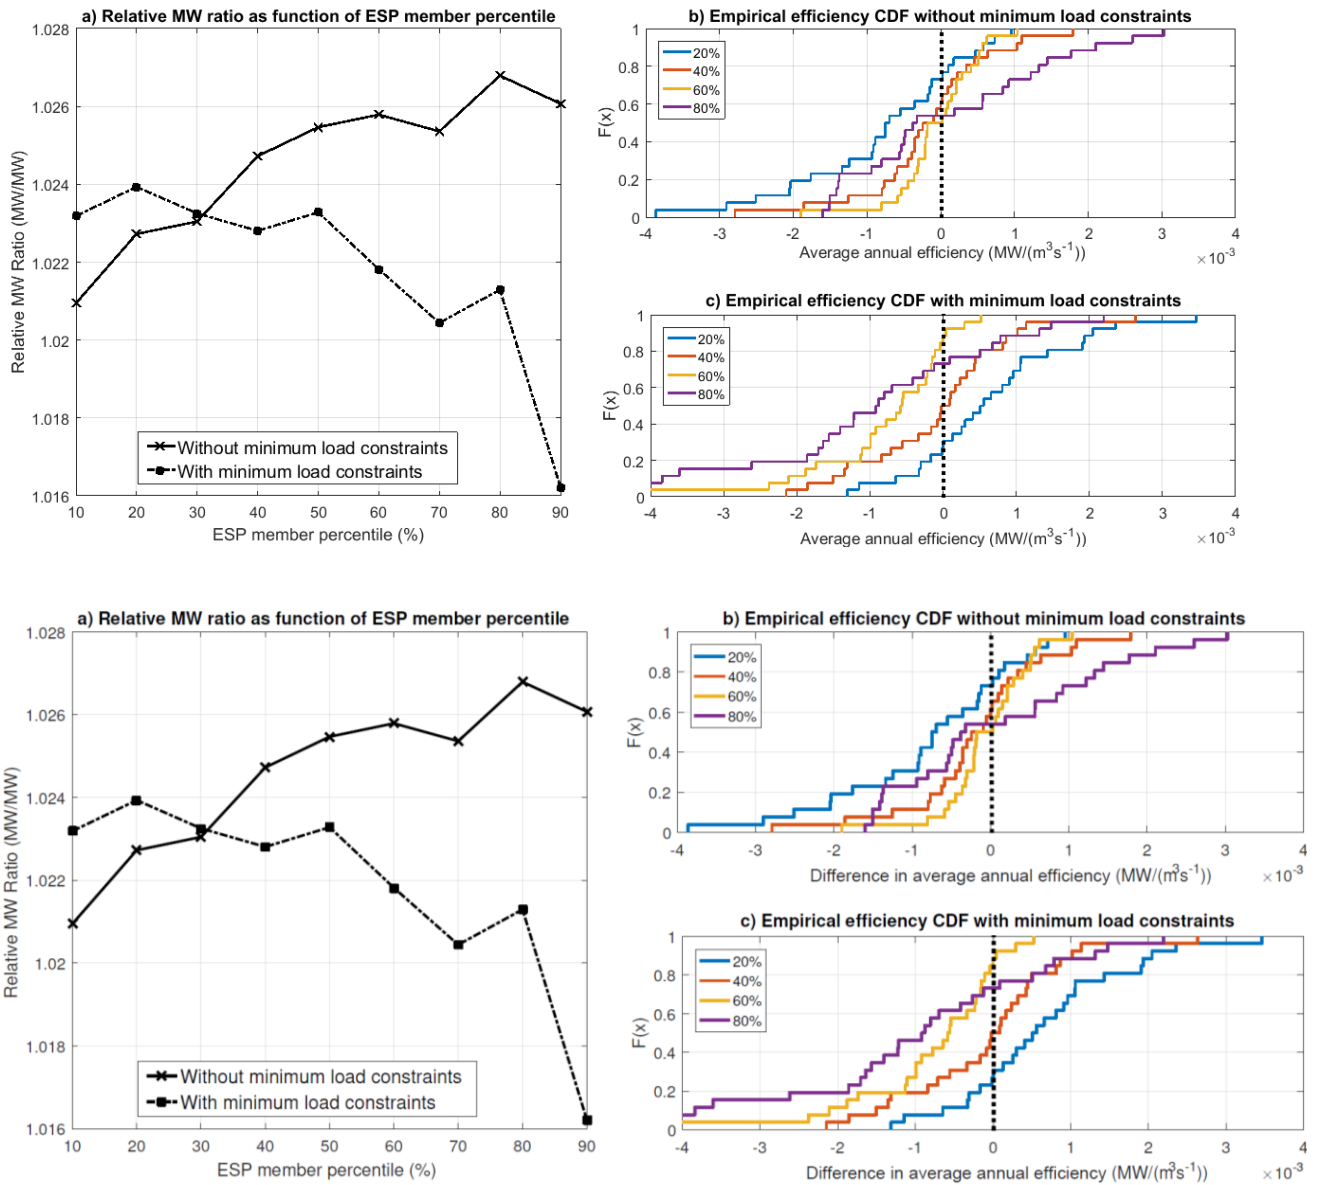 a) Relative MW ratio as function of ESP member percentile
1.028
1.026
1.024
1.022
1.02
1.018
1.016
Relative MW Ratio (MW/MW)
Without minimum load constraints
With minimum load constraints
10 20 30 40 50 60 70 80 90
ESP member percentile (%)
b) Empirical efficiency CDF without minimum load constraints
1
0.8
0.6
0.4
0.2
0
F(x)
20%
40%
60%
80%
-4 -3 -2 -1 0 1 2 3 4
Average annual efficiency (MW/(m³s⁻¹))
×10⁻³
c) Empirical efficiency CDF with minimum load constraints
1
0.8
0.6
0.4
0.2
0
F(x)
20%
40%
60%
80%
-4 -3 -2 -1 0 1 2 3 4
Average annual efficiency (MW/(m³s⁻¹))
×10⁻³
a) Relative MW ratio as function of ESP member percentile
1.028
1.026
1.024
1.022
1.02
1.018
1.016
Relative MW Ratio (MW/MW)
Without minimum load constraints
With minimum load constraints
10 20 30 40 50 60 70 80 90
ESP member percentile (%)
b) Empirical efficiency CDF without minimum load constraints
1
0.8
0.6
0.4
0.2
0
F(x)
20%
40%
60%
80%
-4 -3 -2 -1 0 1 2 3 4
Difference in average annual efficiency (MW/(m³s⁻¹))
×10⁻³
c) Empirical efficiency CDF with minimum load constraints
1
0.8
0.6
0.4
0.2
0
F(x)
20%
40%
60%
80%
-4 -3 -2 -1 0 1 2 3 4
Difference in average annual efficiency (MW/(m³s⁻¹))
×10⁻³